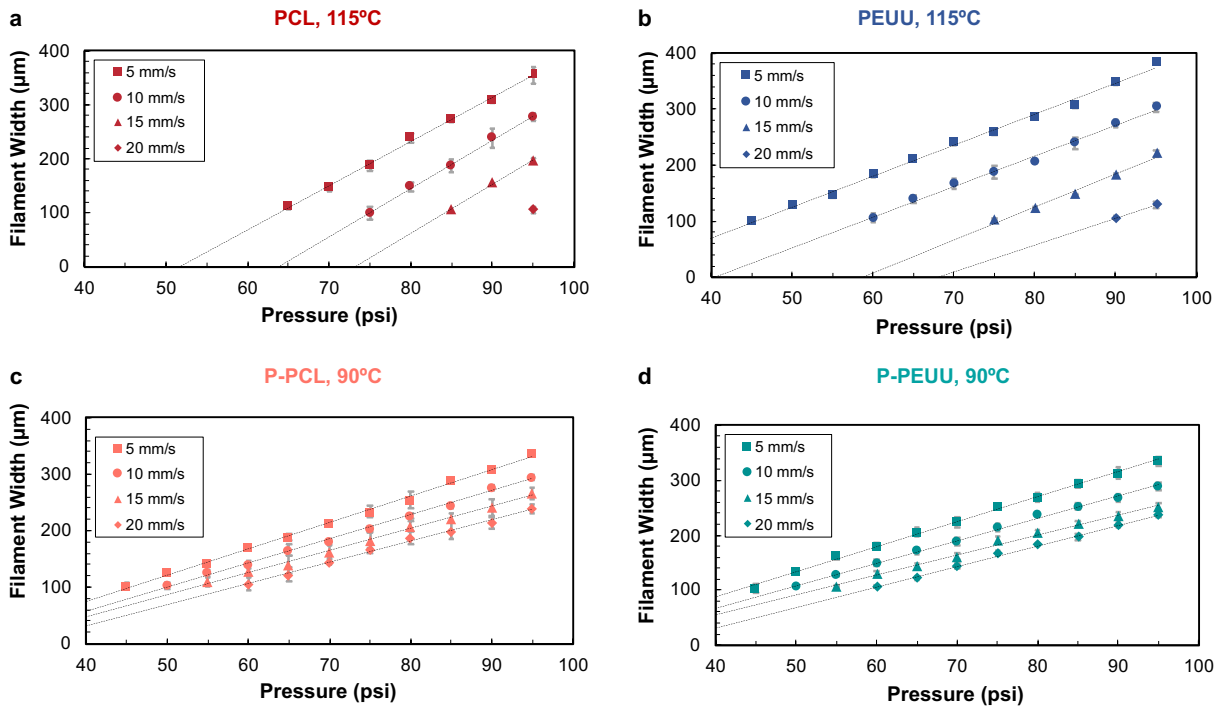 a
PCL, 115ºC
400
300
200
100
0
Filament Width (µm)
5 mm/s
10 mm/s
15 mm/s
20 mm/s
40 50 60 70 80 90 100
Pressure (psi)
b
PEUU, 115ºC
400
300
200
100
0
Filament Width (µm)
5 mm/s
10 mm/s
15 mm/s
20 mm/s
40 50 60 70 80 90 100
Pressure (psi)
c
P-PCL, 90ºC
400
300
200
100
0
Filament Width (µm)
5 mm/s
10 mm/s
15 mm/s
20 mm/s
40 50 60 70 80 90 100
Pressure (psi)
d
P-PEUU, 90ºC
400
300
200
100
0
Filament Width (µm)
5 mm/s
10 mm/s
15 mm/s
20 mm/s
40 50 60 70 80 90 100
Pressure (psi)